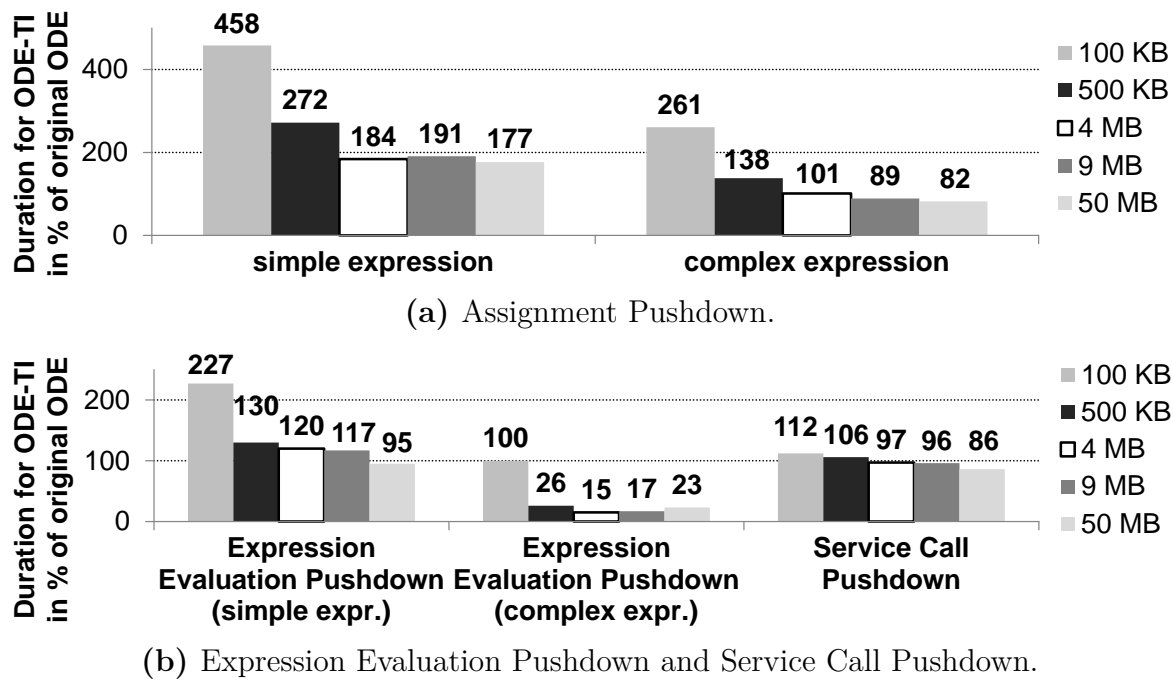 Duration for ODE-TI
in % of original ODE
400
200
0
458
272
184
191
177
261
138
101
89
82
simple expression
complex expression
100 KB
500 KB
4 MB
9 MB
50 MB
(a) Assignment Pushdown.
Duration for ODE-TI
in % of original ODE
200
100
0
227
130
120
117
95
100
26
15
17
23
112
106
97
96
86
Expression
Evaluation Pushdown
(simple expr.)
Expression
Evaluation Pushdown
(complex expr.)
Service Call
Pushdown
100 KB
500 KB
4 MB
9 MB
50 MB
(b) Expression Evaluation Pushdown and Service Call Pushdown.